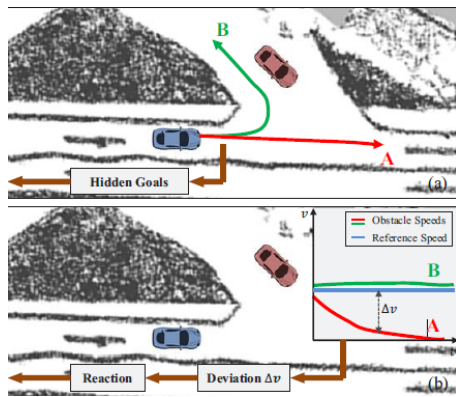 B
A
Hidden Goals
(a)
v
Obstacle Speeds
Reference Speed
B
Δv
A
t
Reaction
Deviation Δv
(b)